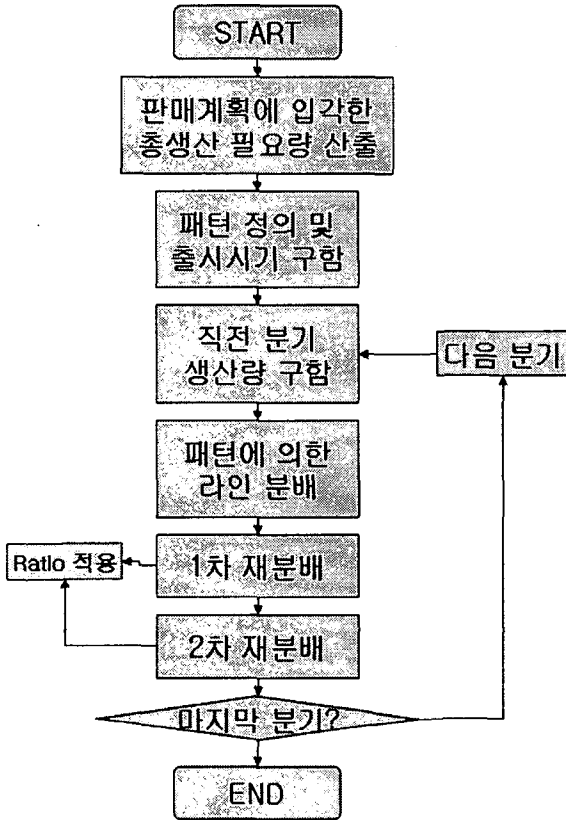 START
판매계획에 입각한
총생산 필요량 산출
패턴 정의 및
출시시기 구함
직전 분기
생산량 구함
다음 분기
패턴에 의한
라인 분배
Ratio 적용
1차 재분배
2차 재분배
마지막 분기?
END